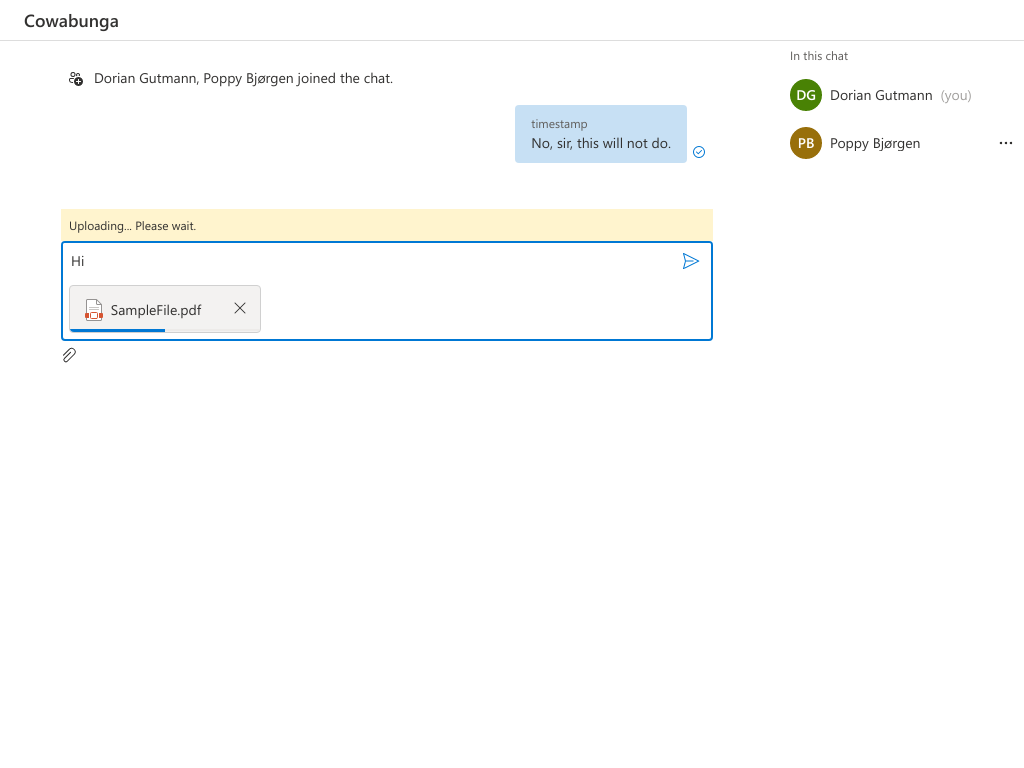 Cowabunga
Dorian Gutmann, Poppy Bjørgen joined the chat.
timestamp
No, sir, this will not do.
Uploading... Please wait.
Hi
SampleFile.pdf
In this chat
DG Dorian Gutmann (you)
PB Poppy Bjørgen